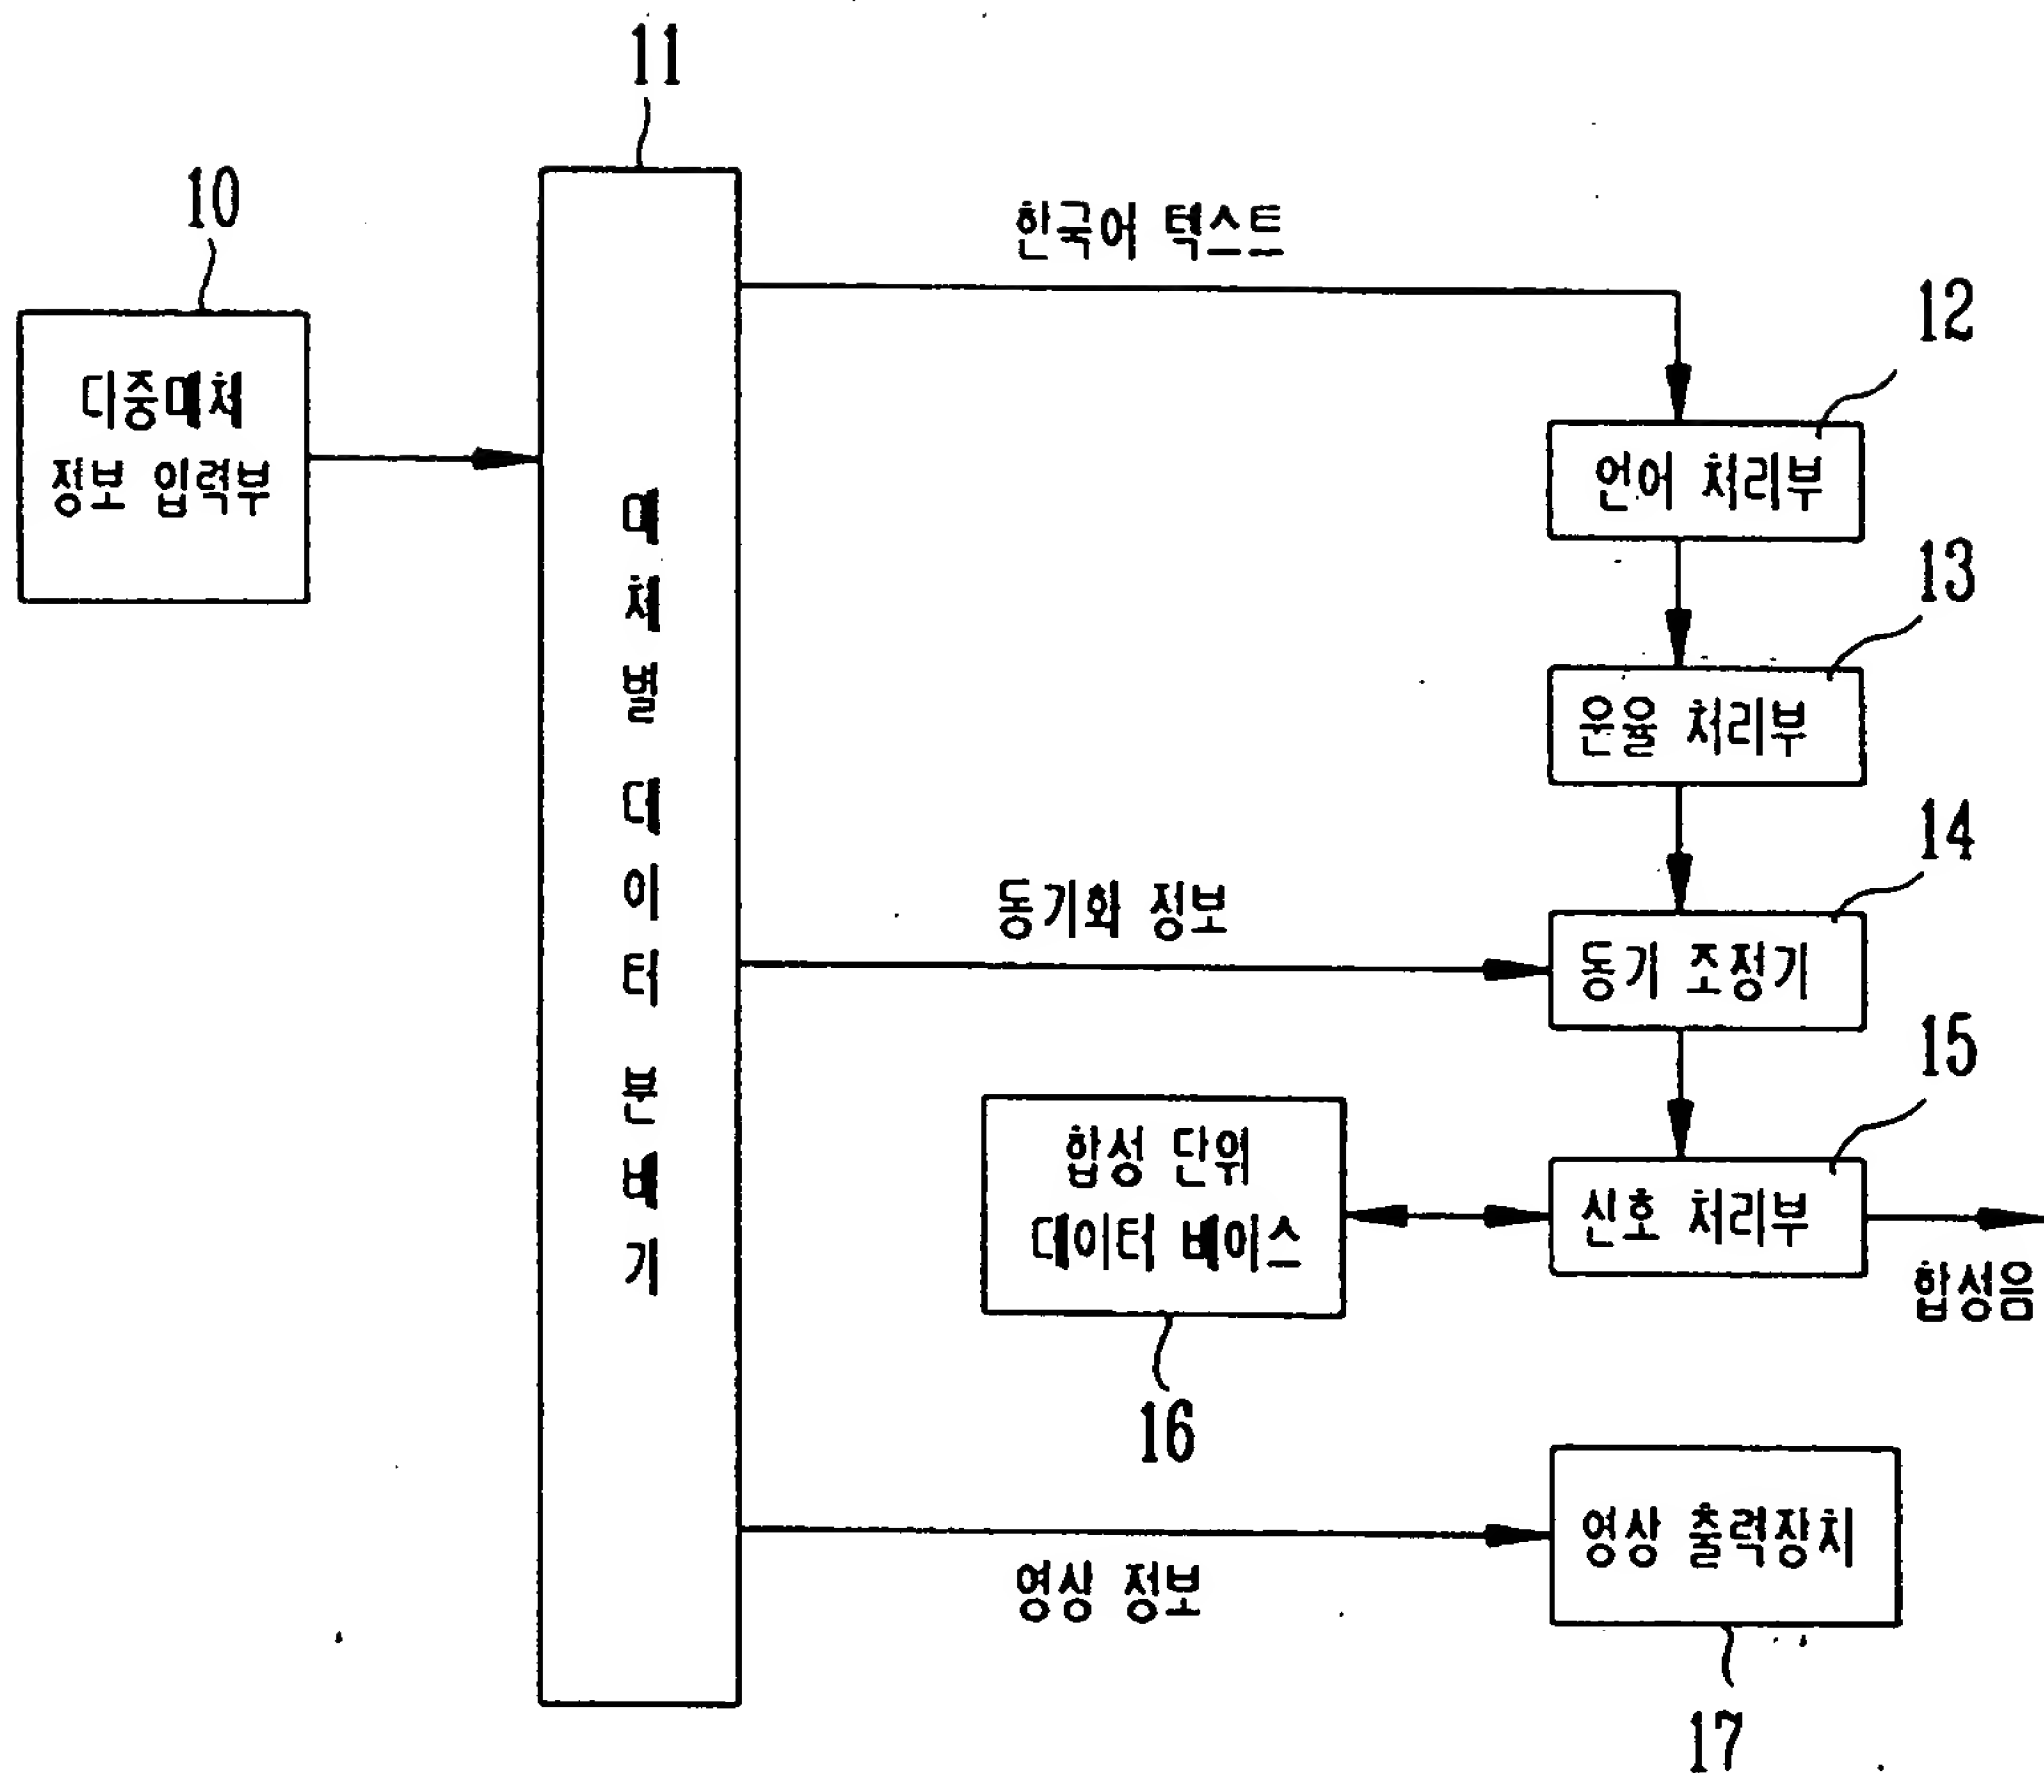 11
10
한국어 텍스트
12
다중매체
정보 입력부
언어 처리부
매체별 데이터 분배기
13
운율 처리부
14
동기화 정보
동기 조정기
15
합성 단위
데이터 베이스
신호 처리부
합성음
16
영상 출력장치
영상 정보
17